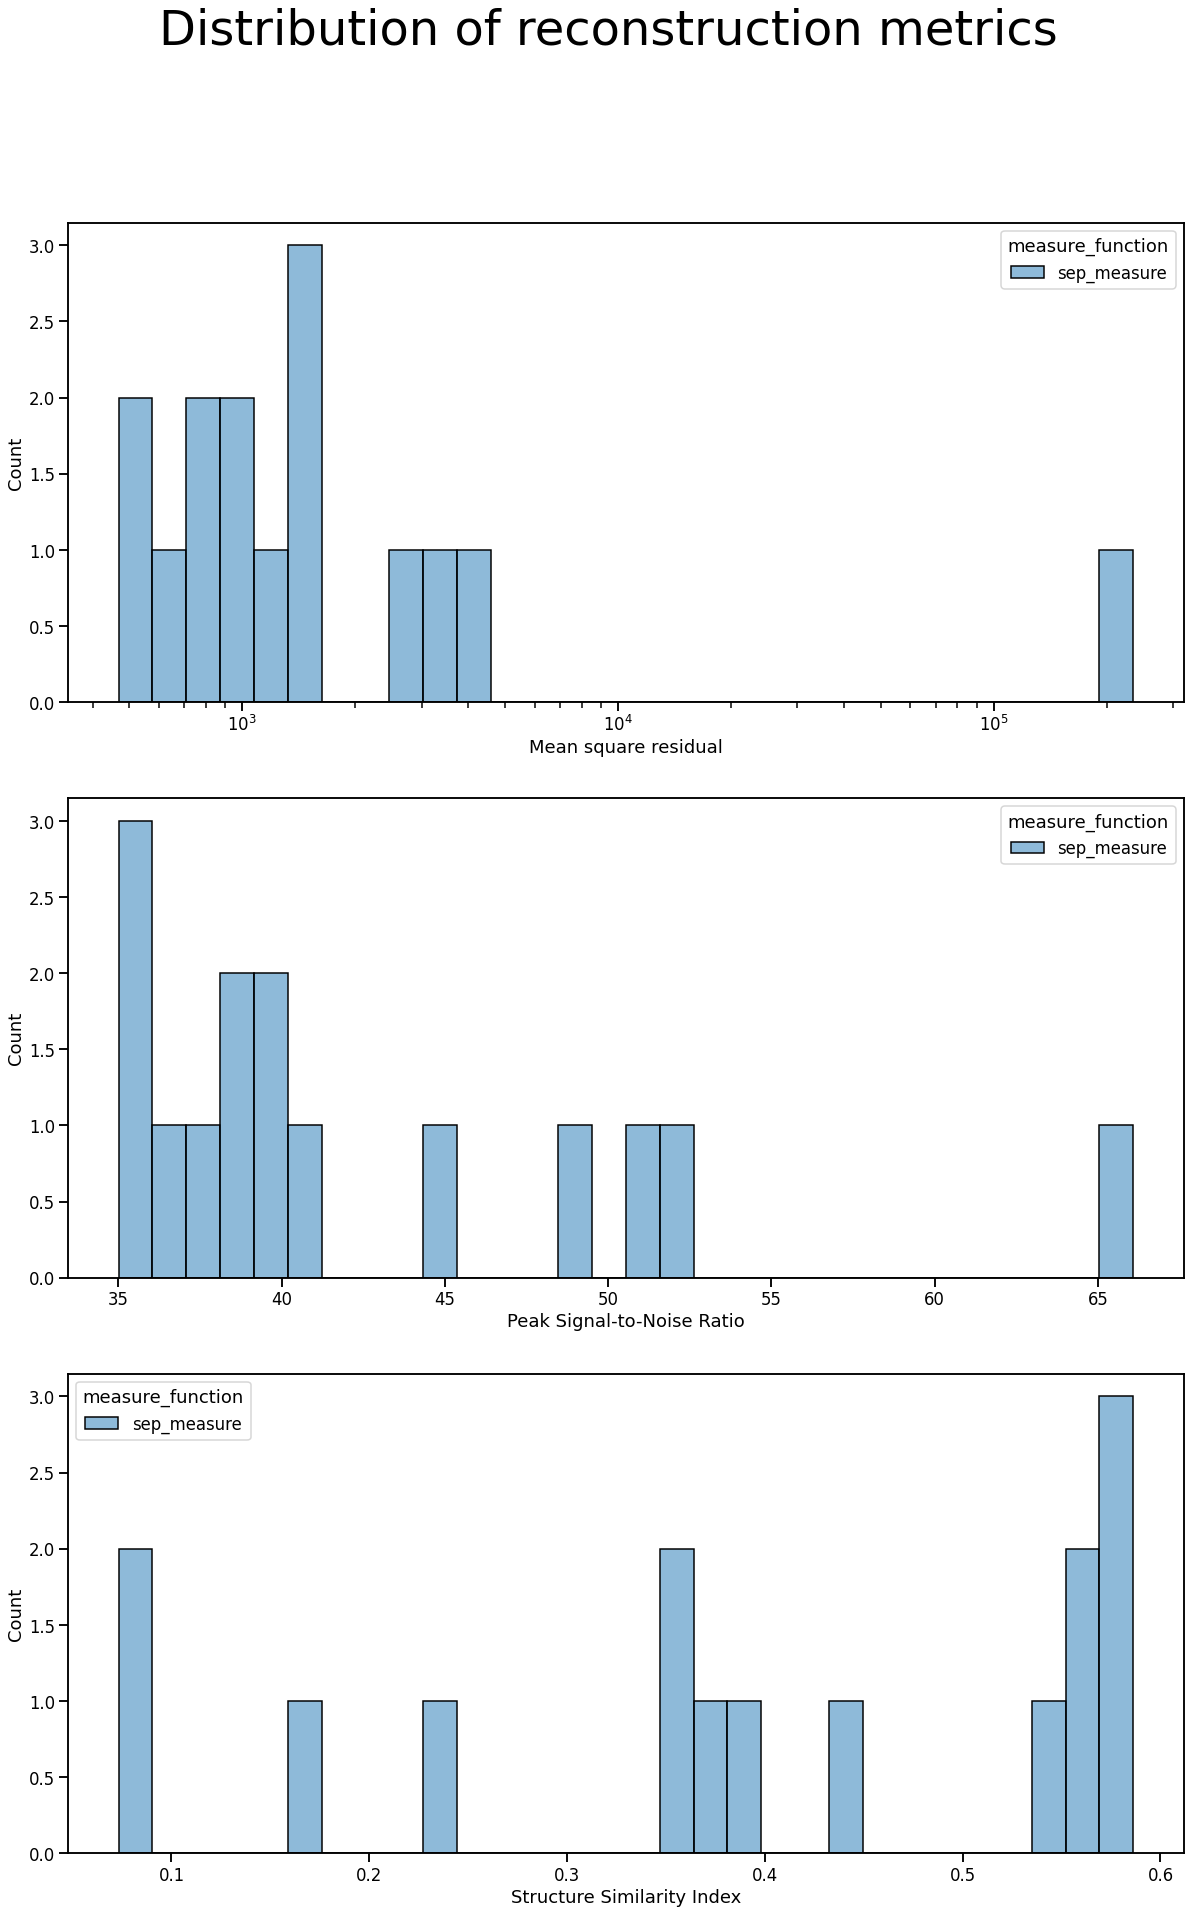 Distribution of reconstruction metrics
measure_function
sep_measure
3.0
2.5
2.0
1.5
1.0
0.5
0.0
Count
10³
10⁴
10⁵
Mean square residual
measure_function
sep_measure
3.0
2.5
2.0
1.5
1.0
0.5
0.0
Count
35
40
45
50
55
60
65
Peak Signal-to-Noise Ratio
measure_function
sep_measure
3.0
2.5
2.0
1.5
1.0
0.5
0.0
Count
0.1
0.2
0.3
0.4
0.5
0.6
Structure Similarity Index